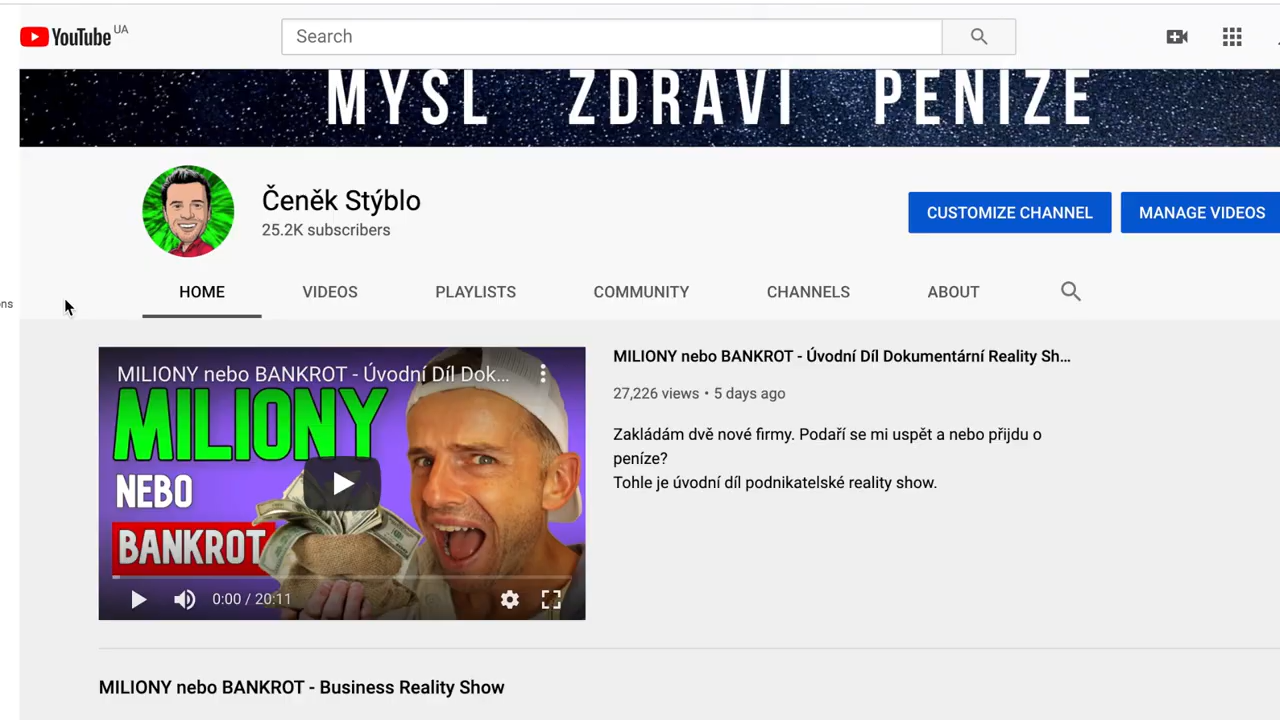 YouTube UA
Search
MYSL ZDRAVÍ PENÍZE
Čeněk Stýblo
25.2K subscribers
CUSTOMIZE CHANNEL
MANAGE VIDEOS
HOME
VIDEOS
PLAYLISTS
COMMUNITY
CHANNELS
ABOUT
ons
MILIONY nebo BANKROT - Úvodní Díl Dok...
MILIONY
NEBO
BANKROT
0:00 / 20:11
MILIONY nebo BANKROT - Úvodní Díl Dokumentární Reality Sh...
27,226 views • 5 days ago
Zakládám dvě nové firmy. Podaří se mi uspět a nebo přijdu o
peníze?
Tohle je úvodní díl podnikatelské reality show.
MILIONY nebo BANKROT - Business Reality Show